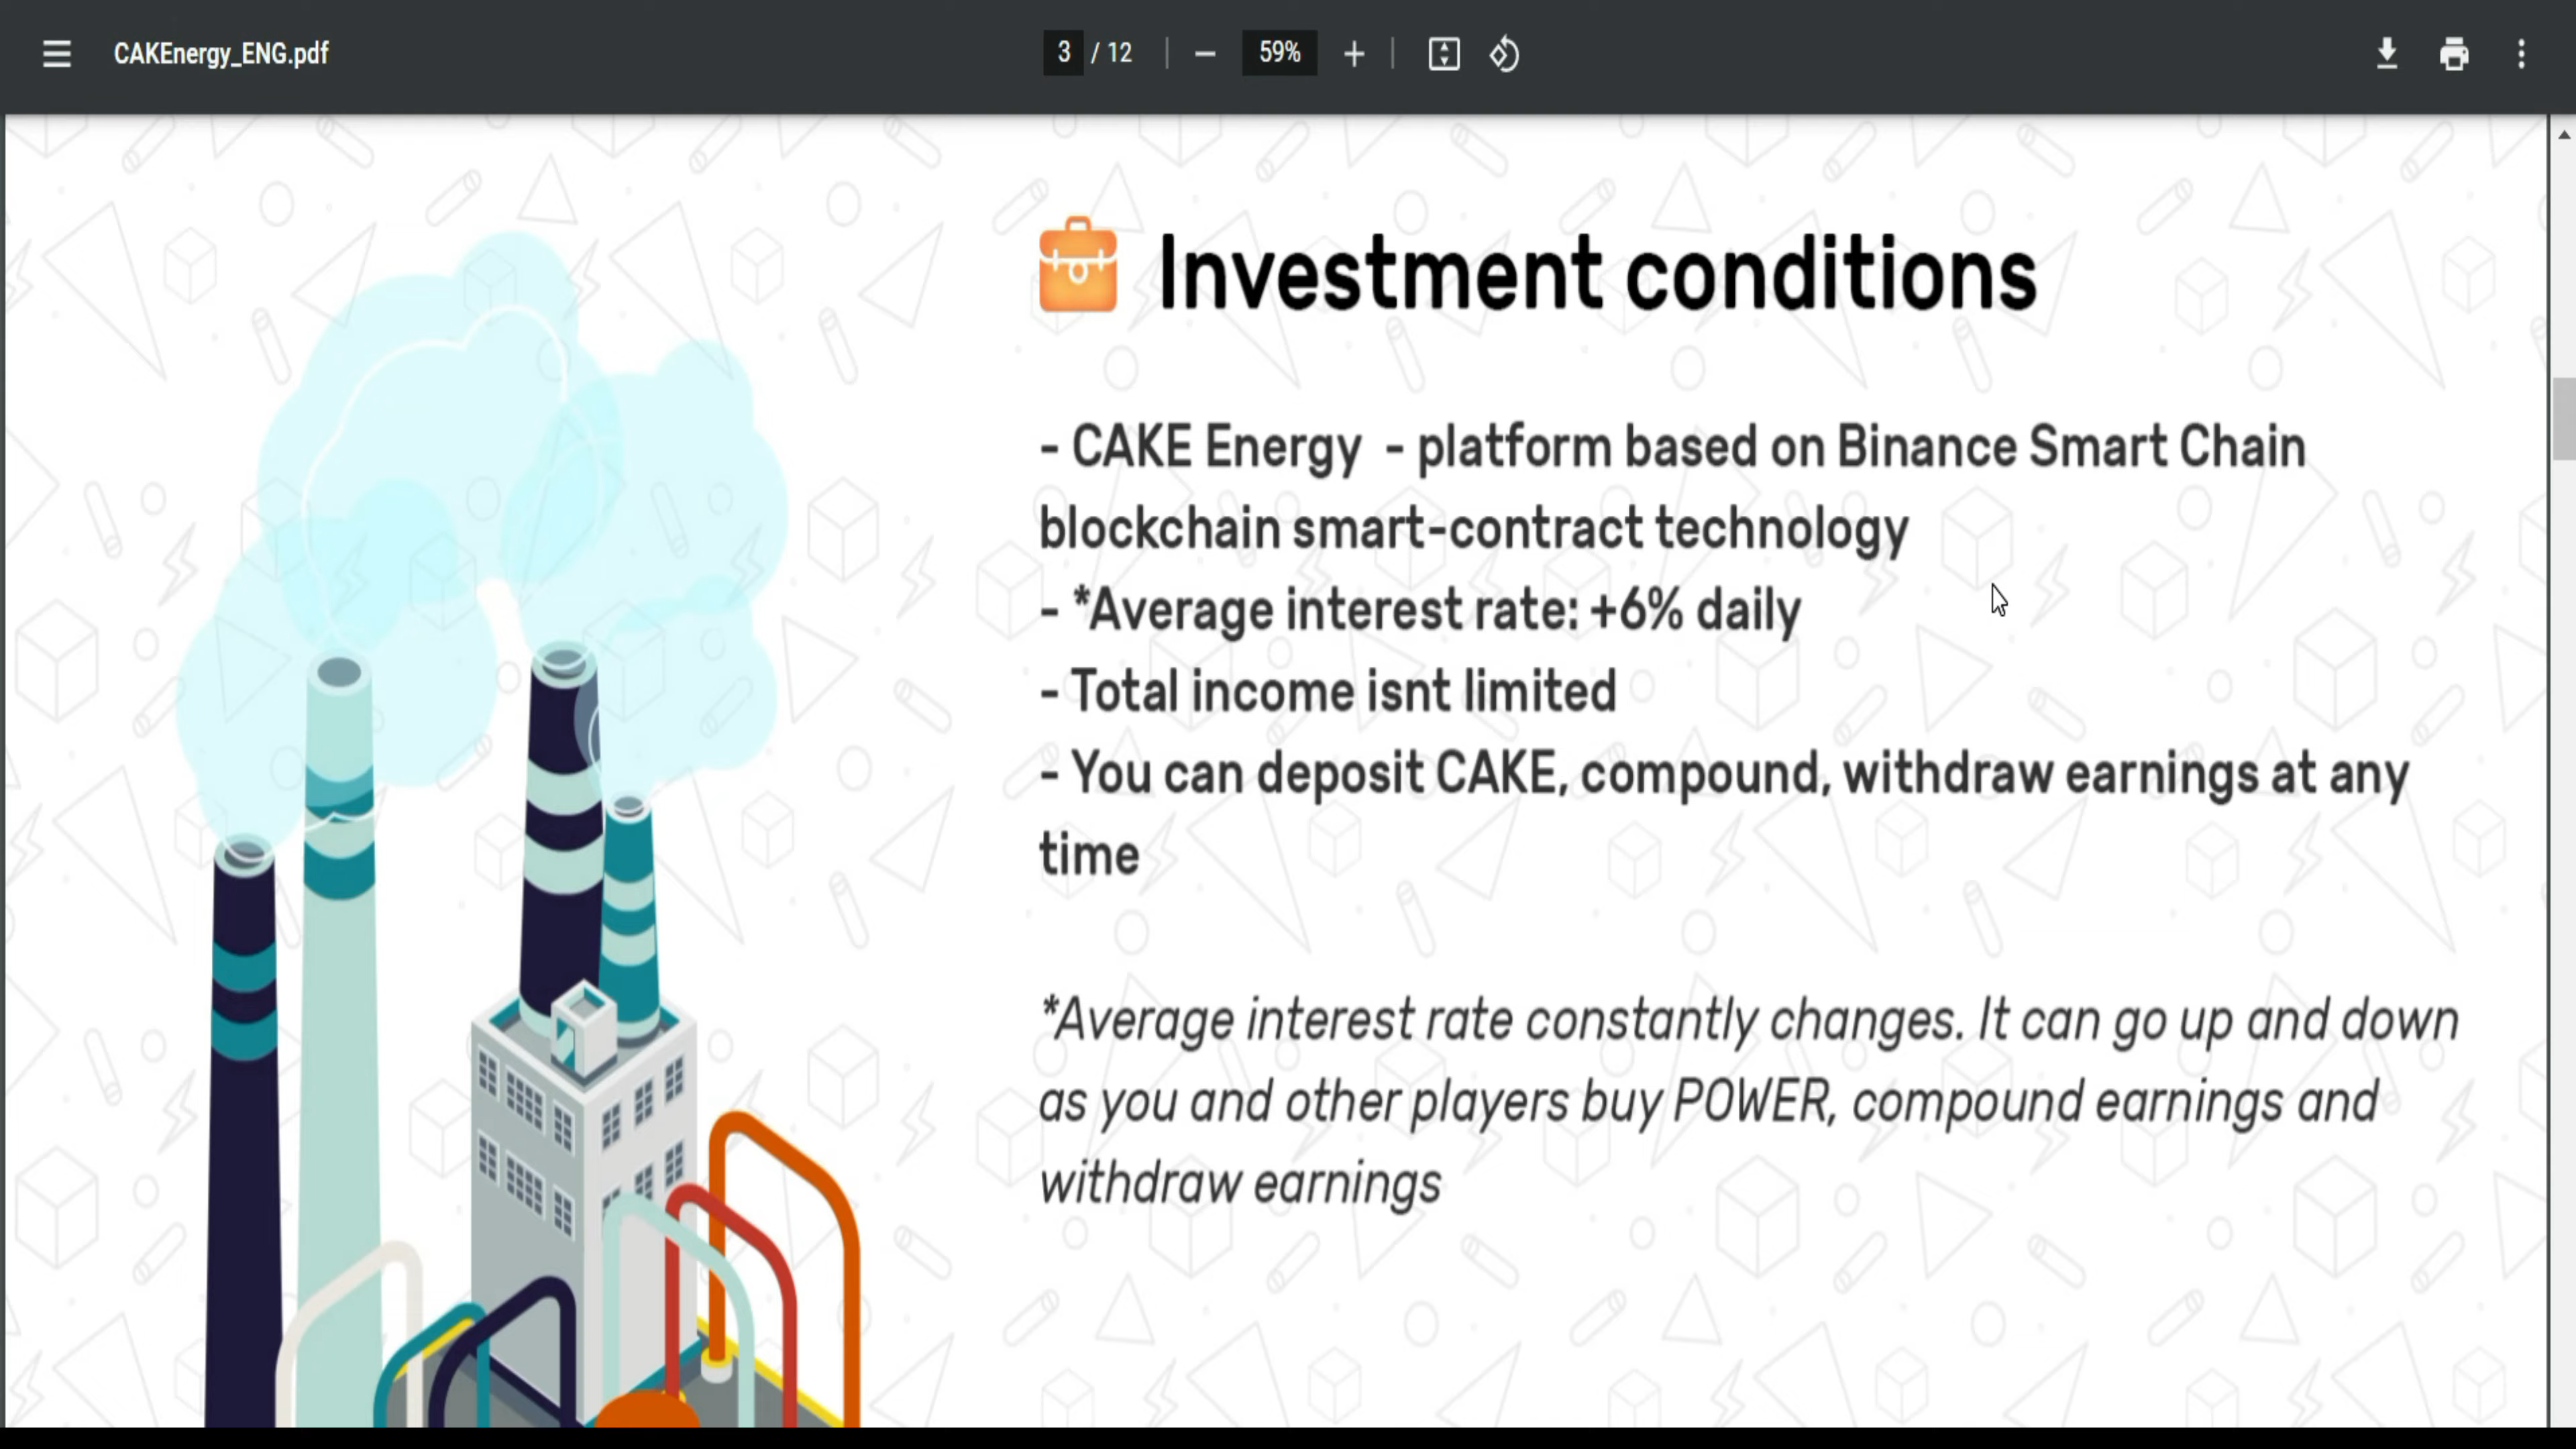 CAKEnergy_ENG.pdf
3 / 12
59%
Investment conditions
- CAKE Energy - platform based on Binance Smart Chain
blockchain smart-contract technology
- *Average interest rate: +6% daily
- Total income isnt limited
- You can deposit CAKE, compound, withdraw earnings at any
time
*Average interest rate constantly changes. It can go up and down
as you and other players buy POWER, compound earnings and
withdraw earnings